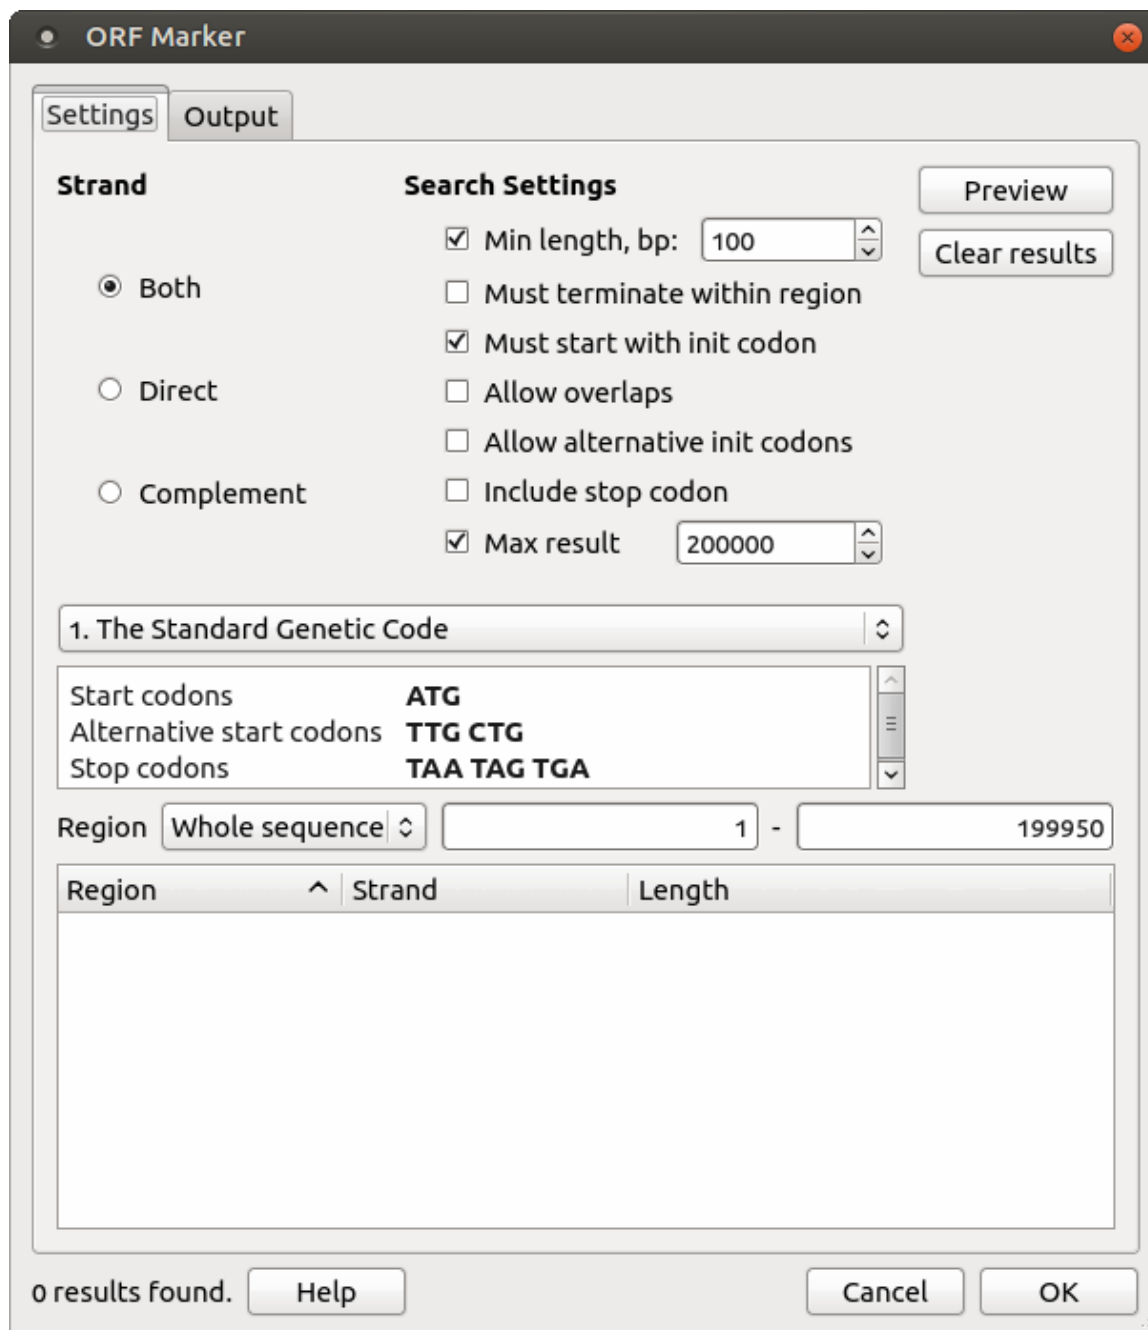 ORF Marker
Settings Output
Strand Search Settings Preview
Min length, bp: 100 Clear results
Both Must terminate within region
Must start with init codon
Direct Allow overlaps
Allow alternative init codons
Complement Include stop codon
Max result 200000
1. The Standard Genetic Code
Start codons ATG
Alternative start codons TTG CTG
Stop codons TAA TAG TGA
Region Whole sequence 1 - 199950
Region Strand Length
0 results found. Help Cancel OK